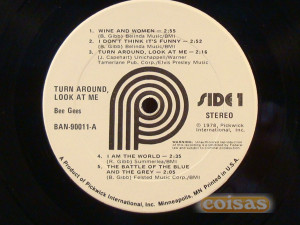 1. WINE AND WOMEN — 2:55
(B. Gibb) Belinda Music/BMI
2. I DON'T THINK IT'S FUNNY — 2:52
(B. Gibb) Belinda Music/BMI
3. TURN AROUND, LOOK AT ME — 2:16
(J. Capehart) Unichappell/Warner
Tamerlane Pub. Corp./Elvis Presley Music
TURN AROUND,
LOOK AT ME
Bee Gees
BAN-90011-A
SIDE 1
STEREO
℗ 1978, Pickwick
International, Inc.
4. I AM THE WORLD — 2:35
(R. Gibb) Summerley/BMI
5. THE BATTLE OF THE BLUE
AND THE GREY — 2:05
(B. Gibb) Felsted Music Corp./BMI
A Product of Pickwick International, Inc. Minneapolis, MN Printed in U.S.A.
coisas